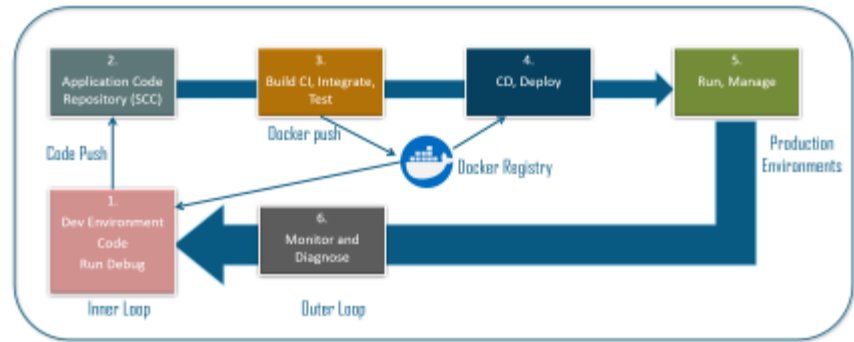 2.
Application Code
Repository (SCC)
3.
Build CI, Integrate,
Test
4.
CD, Deploy
5.
Run, Manage
Code Push
Docker push
Docker Registry
Production
Environments
1.
Dev Environment
Code
Run Debug
6.
Monitor and
Diagnose
Inner Loop
Outer Loop